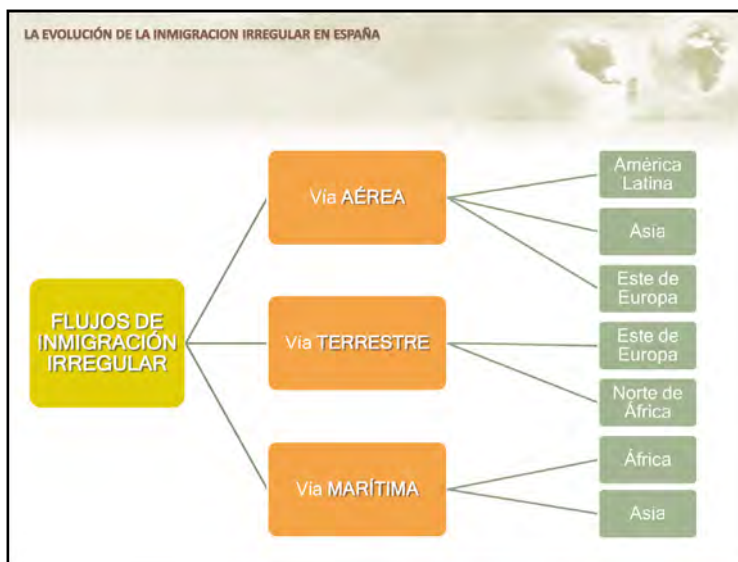 LA EVOLUCIÓN DE LA INMIGRACION IRREGULAR EN ESPAÑA
FLUJOS DE
INMIGRACIÓN
IRREGULAR
Vía AÉREA
América
Latina
Asia
Este de
Europa
Vía TERRESTRE
Este de
Europa
Norte de
África
Vía MARÍTIMA
África
Asia